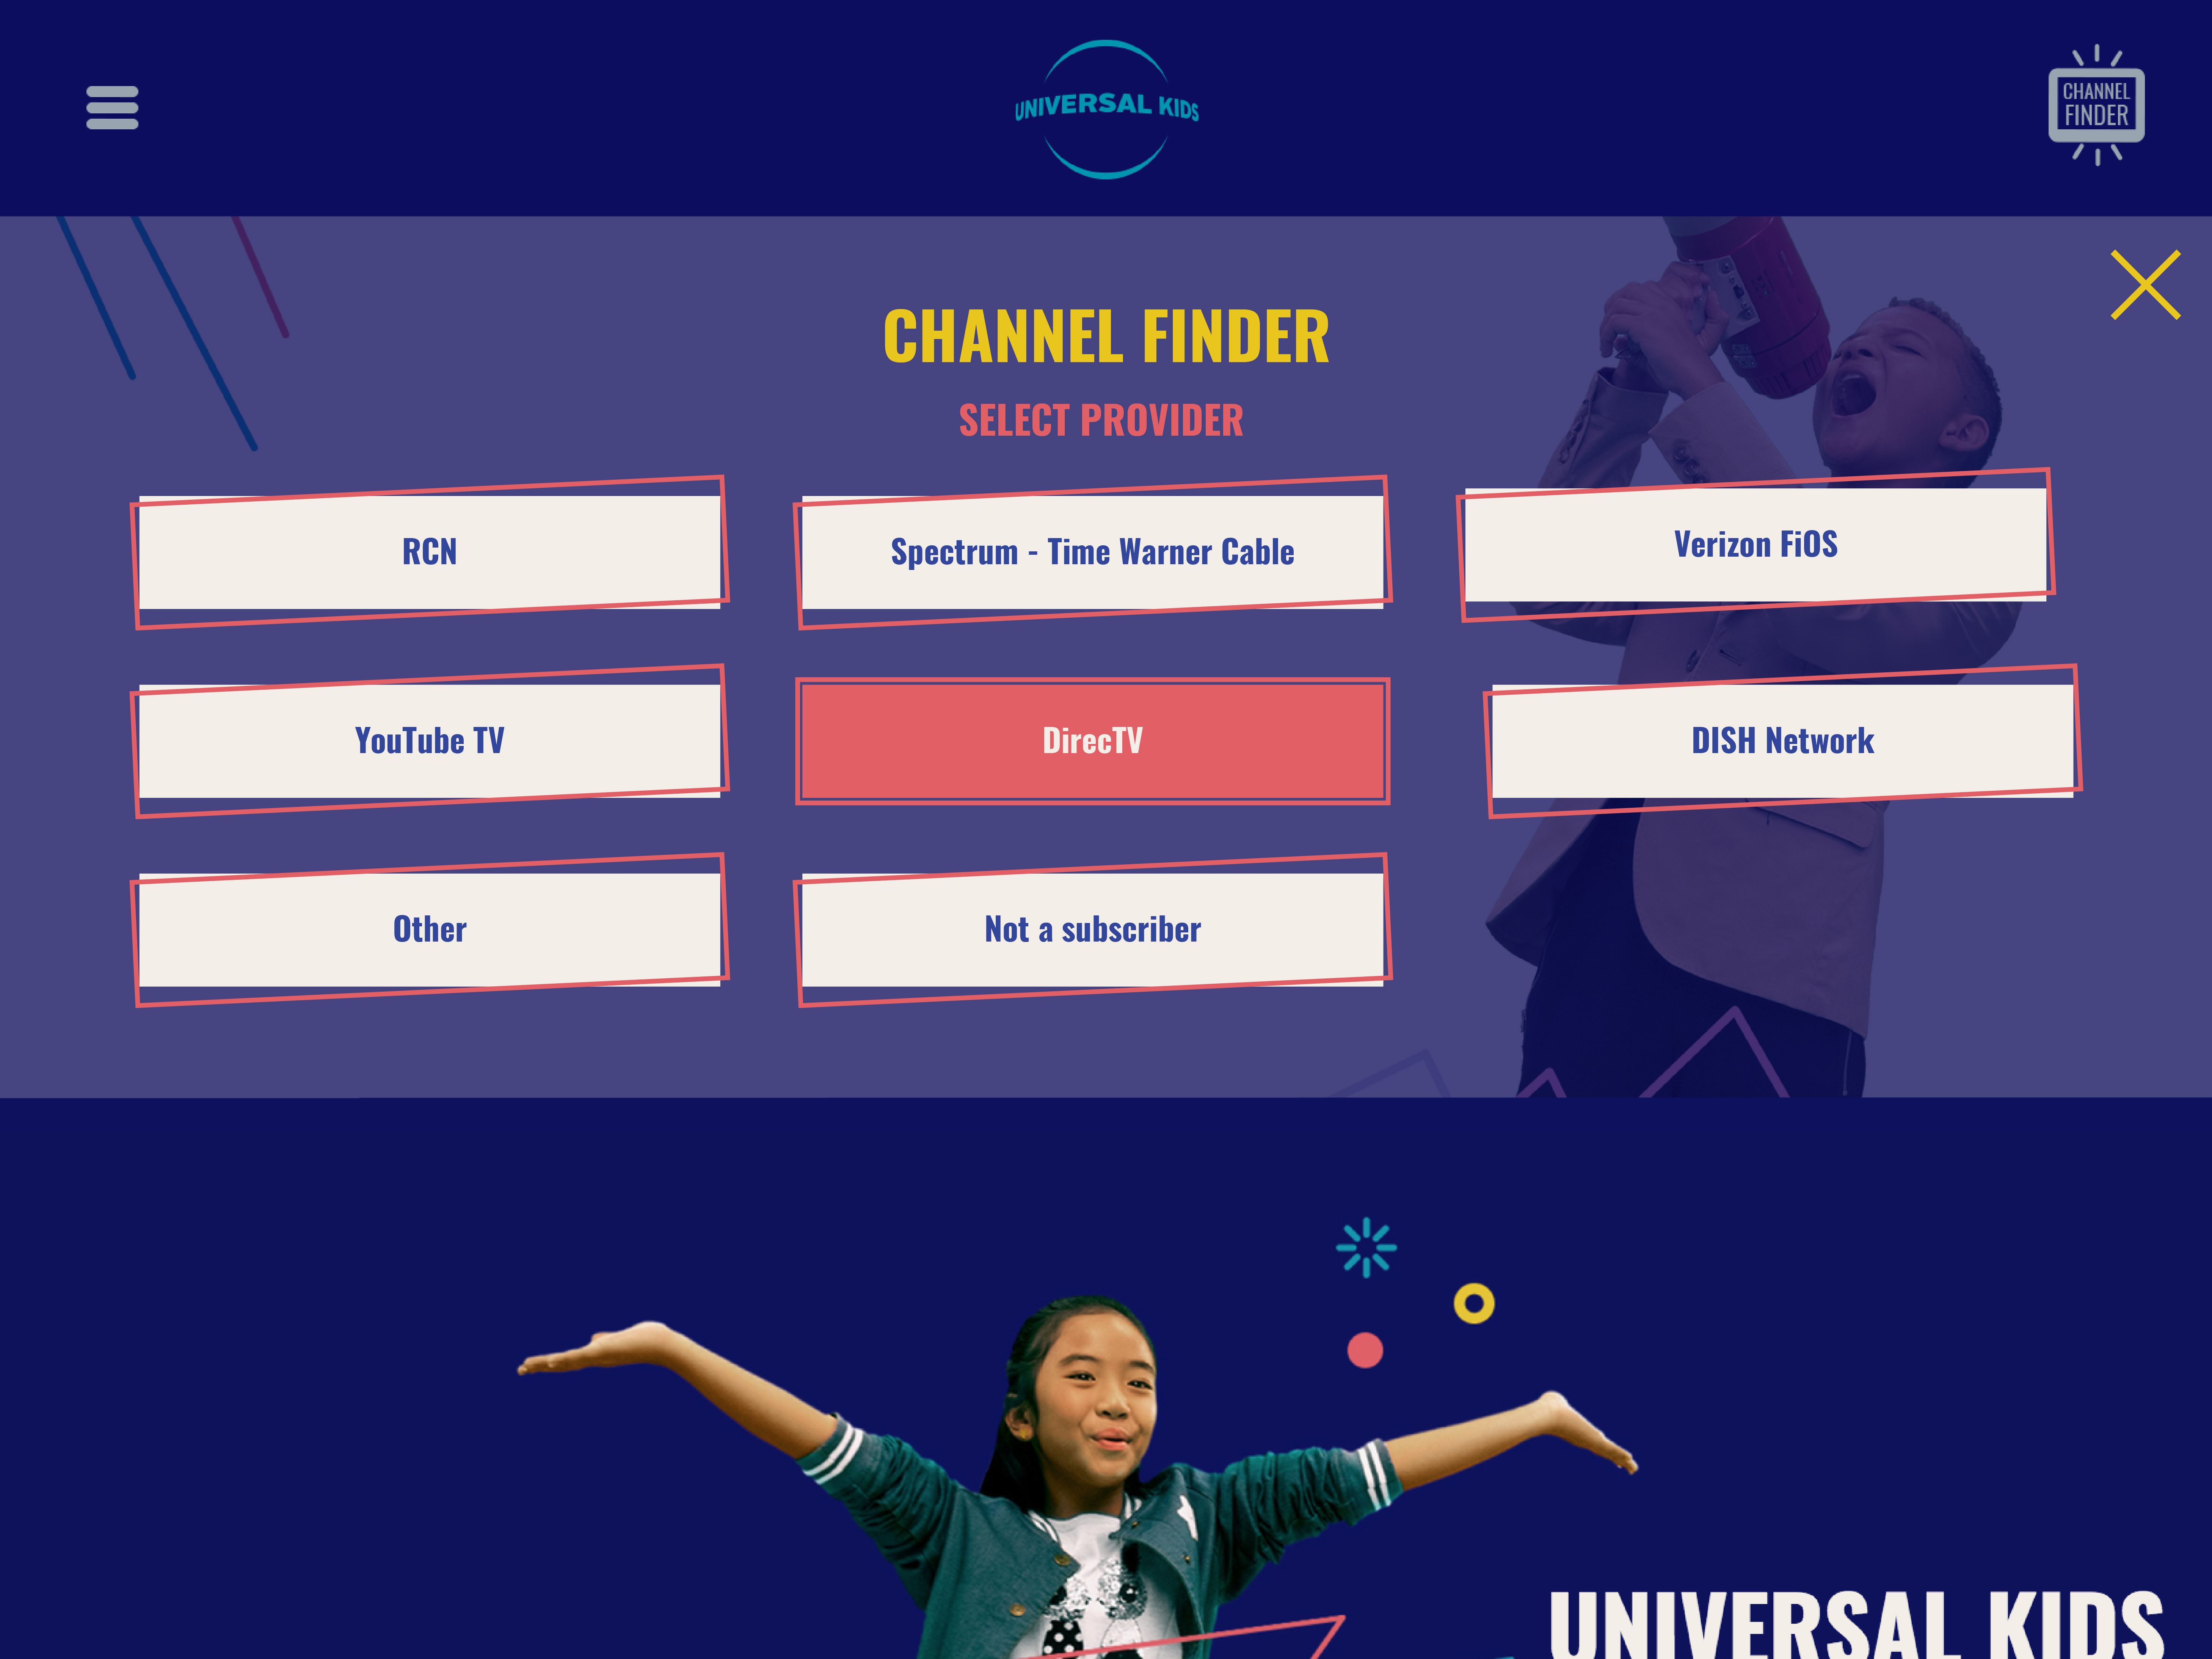 UNIVERSAL KIDS
CHANNEL
FINDER
CHANNEL FINDER
SELECT PROVIDER
RCN
Spectrum - Time Warner Cable
Verizon FiOS
YouTube TV
DirecTV
DISH Network
Other
Not a subscriber
UNIVERSAL KIDS